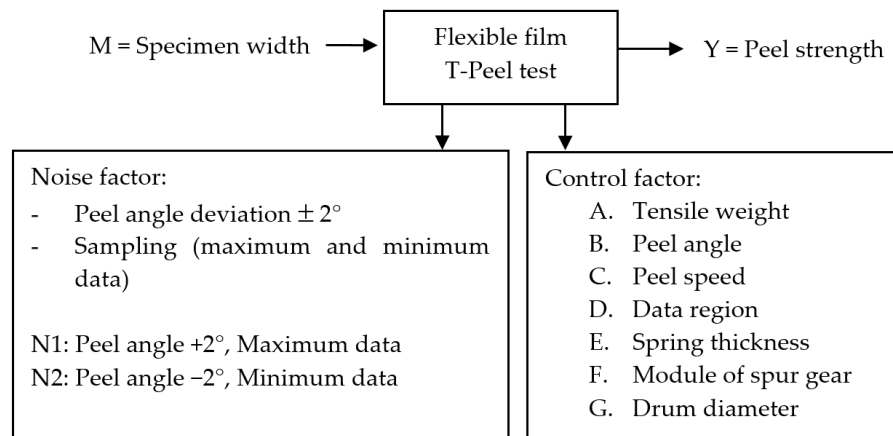 M = Specimen width
Flexible film
T-Peel test
Y = Peel strength
Noise factor:
- Peel angle deviation ± 2°
- Sampling (maximum and minimum
data)
N1: Peel angle +2°, Maximum data
N2: Peel angle −2°, Minimum data
Control factor:
A. Tensile weight
B. Peel angle
C. Peel speed
D. Data region
E. Spring thickness
F. Module of spur gear
G. Drum diameter